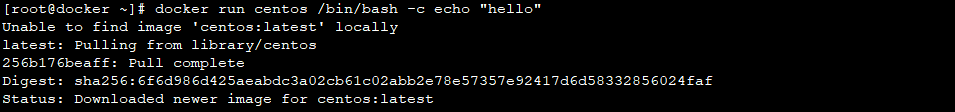 [root@docker ~]# docker run centos /bin/bash -c echo "hello"
Unable to find image 'centos:latest' locally
latest: Pulling from library/centos
256b176beaff: Pull complete
Digest: sha256:6f6d986d425aeabdc3a02cb61c02abb2e78e57357e92417d6d58332856024faf
Status: Downloaded newer image for centos:latest